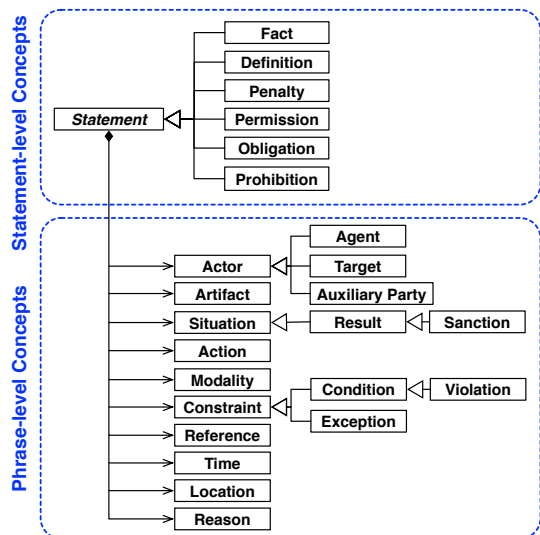 Statement-level Concepts
Statement
Fact
Definition
Penalty
Permission
Obligation
Prohibition
Phrase-level Concepts
Actor
Agent
Target
Auxiliary Party
Artifact
Situation
Result
Sanction
Action
Modality
Constraint
Condition
Violation
Exception
Reference
Time
Location
Reason